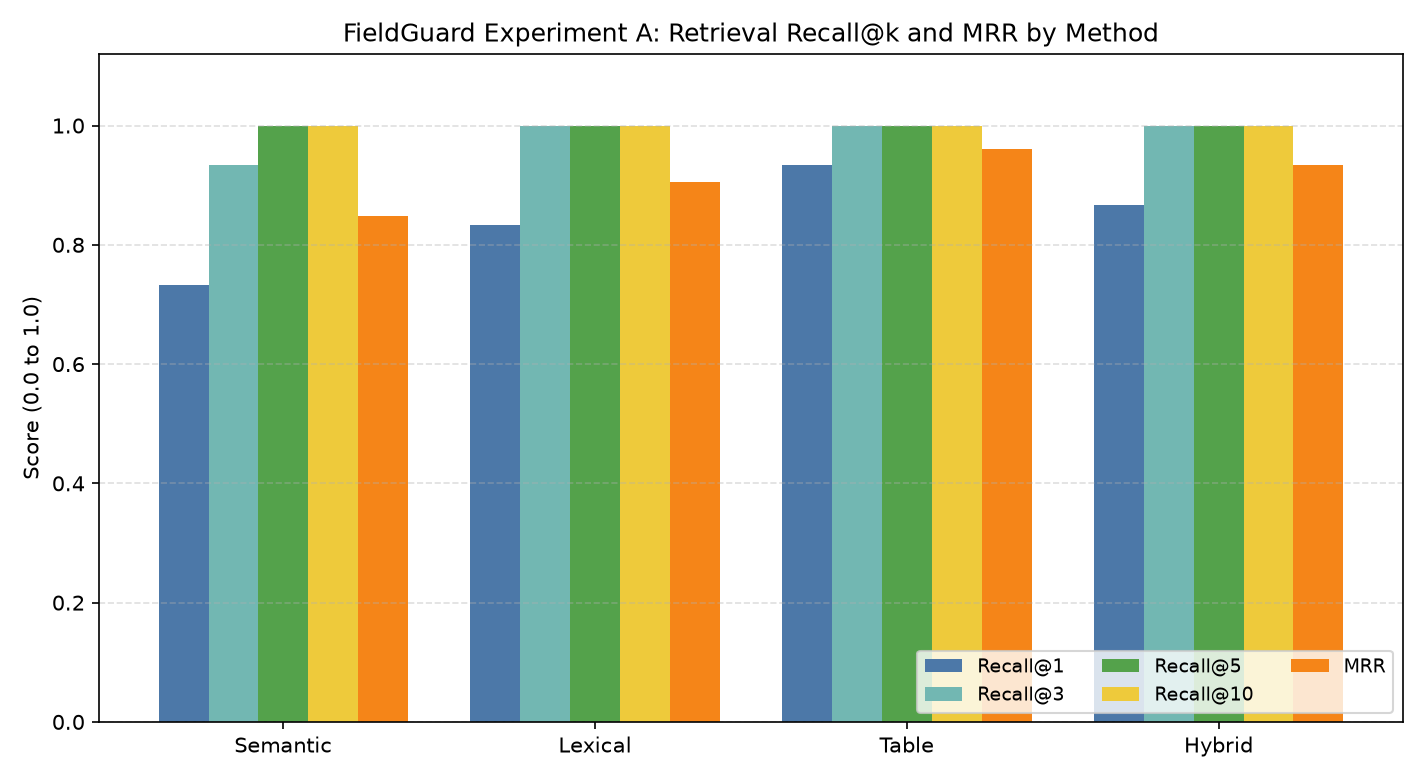 FieldGuard Experiment A: Retrieval Recall@k and MRR by Method
Score (0.0 to 1.0)
1.0
0.8
0.6
0.4
0.2
0.0
Semantic
Lexical
Table
Hybrid
Recall@1
Recall@3
Recall@5
Recall@10
MRR